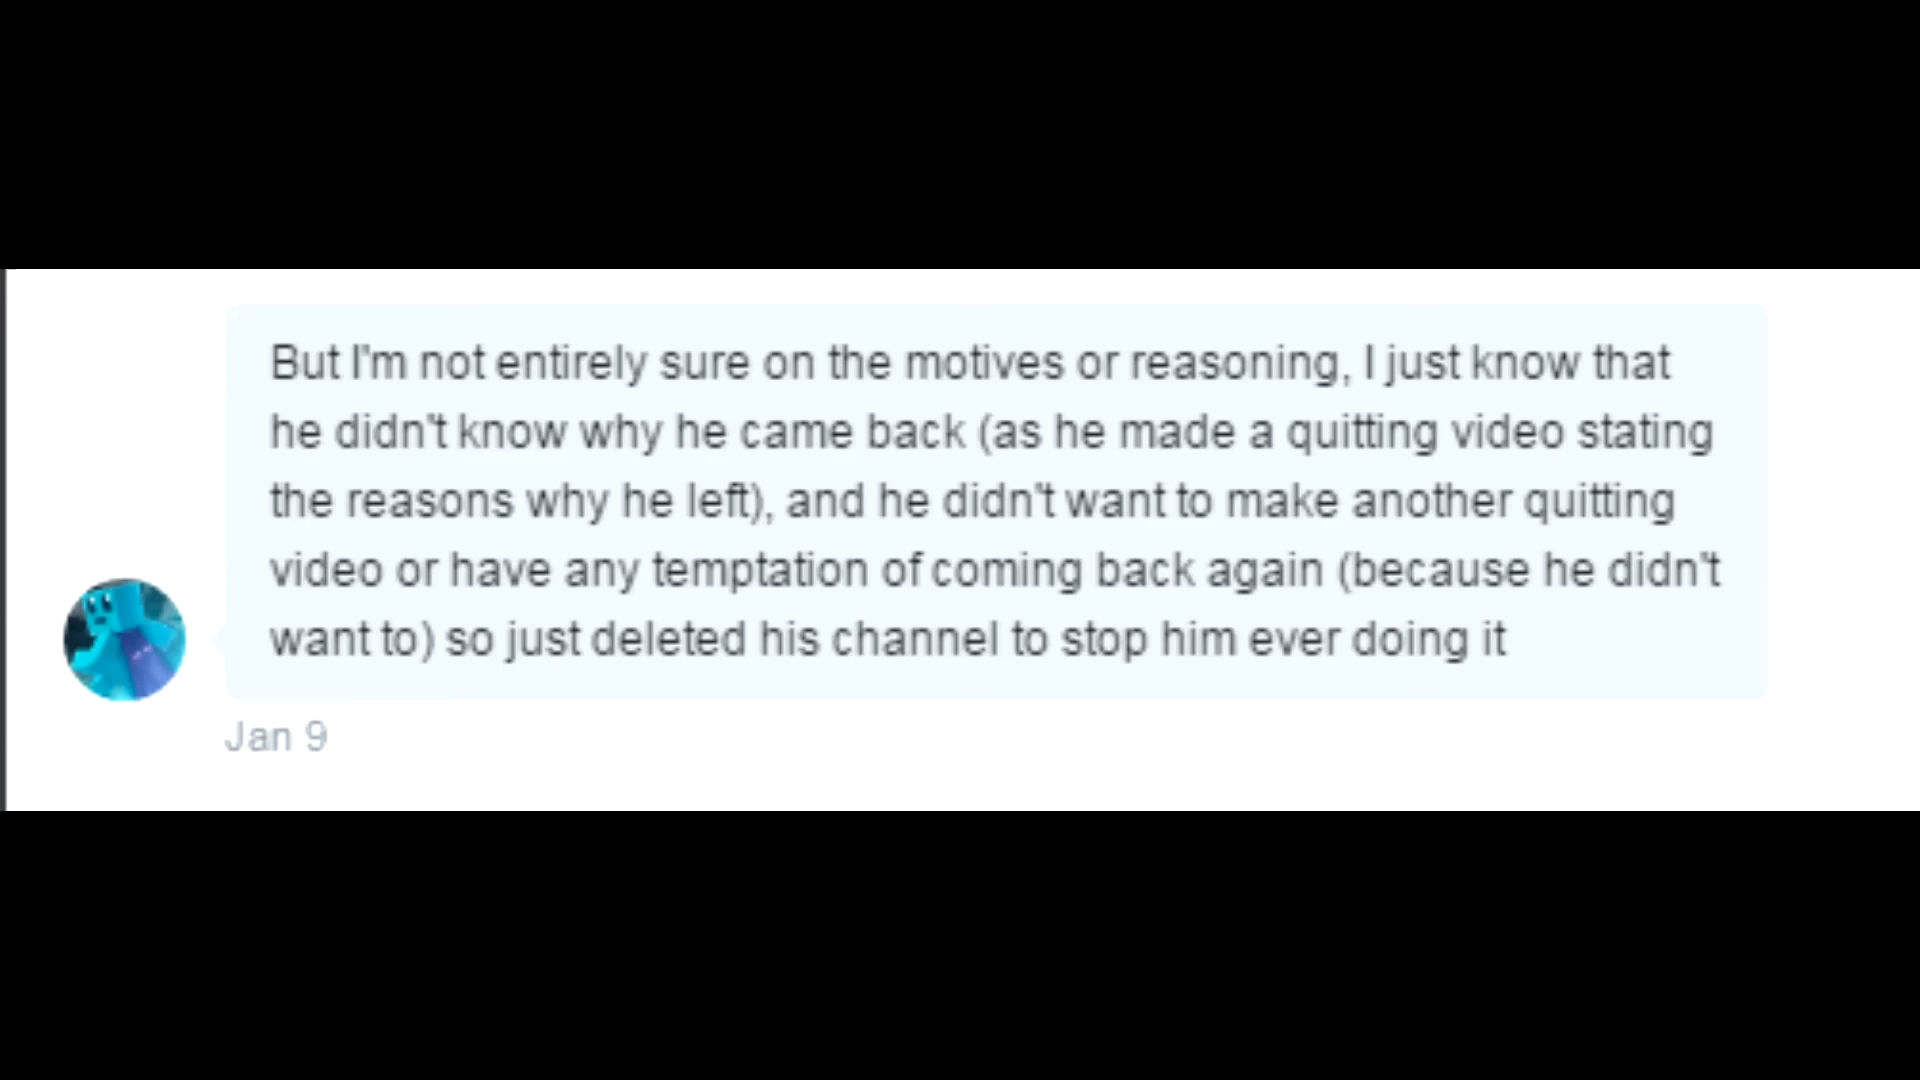 But I'm not entirely sure on the motives or reasoning, I just know that
he didn't know why he came back (as he made a quitting video stating
the reasons why he left), and he didn't want to make another quitting
video or have any temptation of coming back again (because he didn't
want to) so just deleted his channel to stop him ever doing it
Jan 9